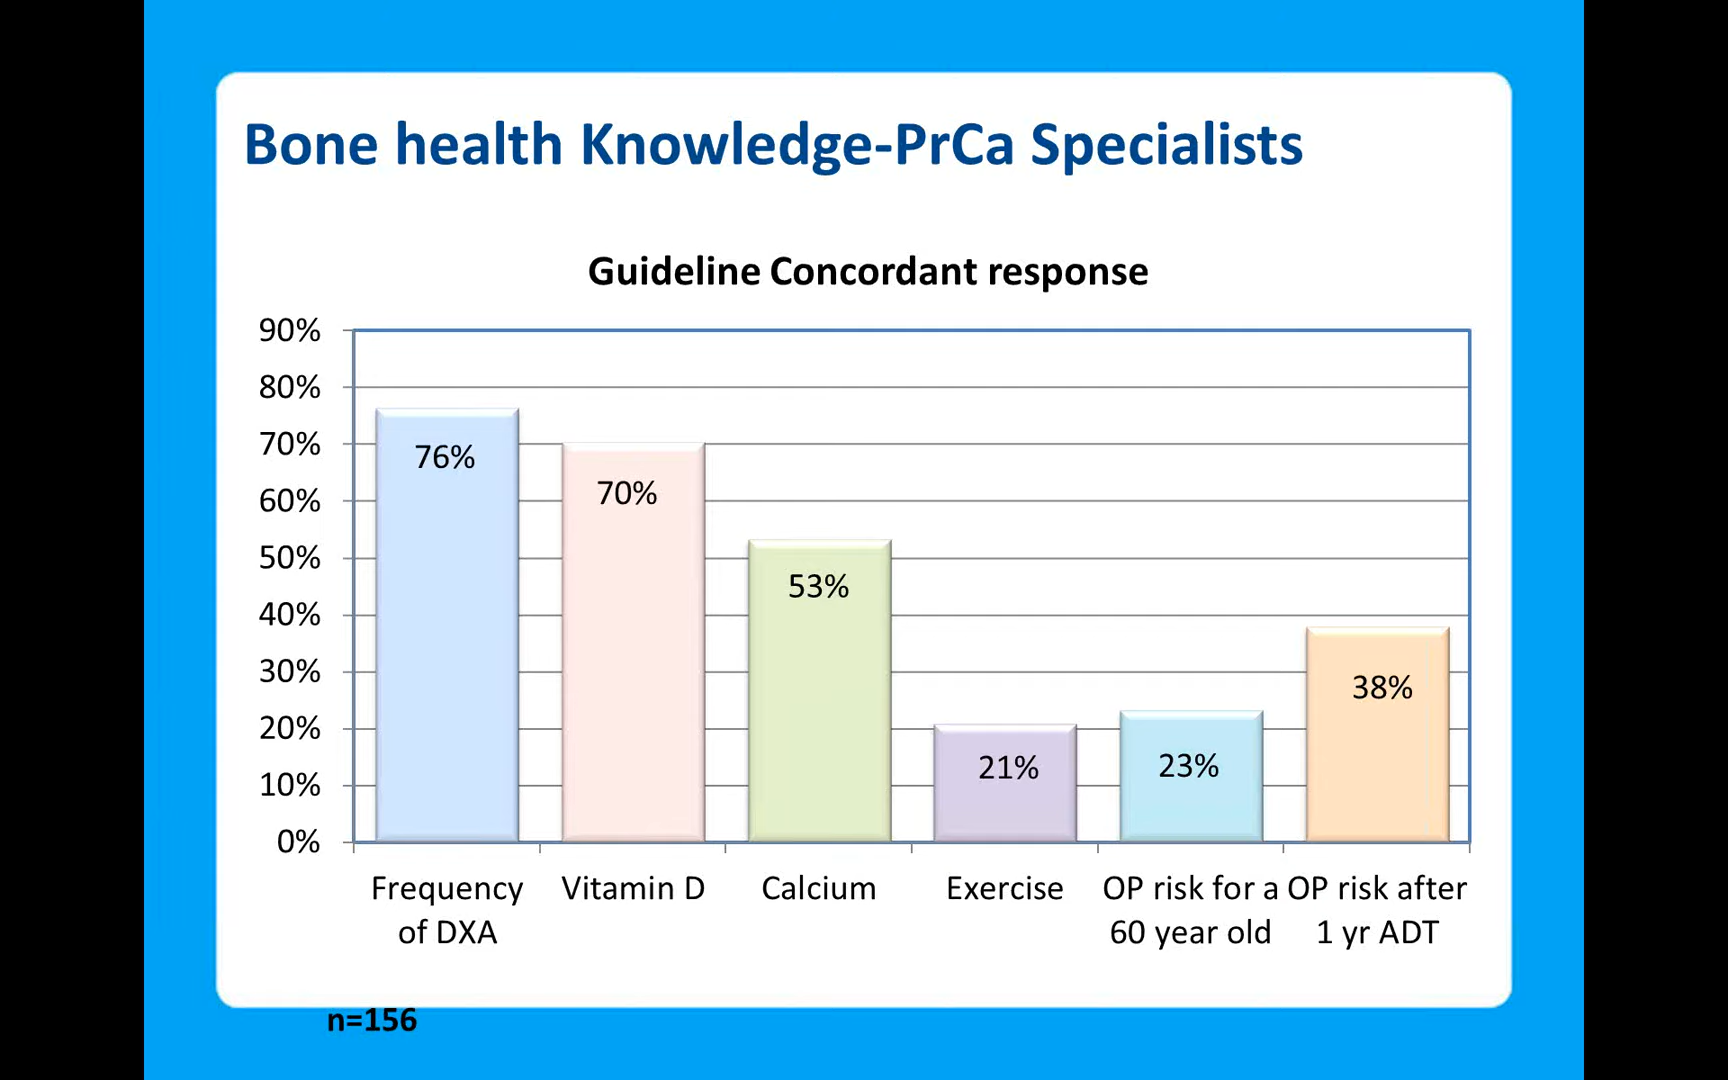 Bone health Knowledge-PrCa Specialists
Guideline Concordant response
90%
80%
70%
60%
50%
40%
30%
20%
10%
0%
76%
70%
53%
21%
23%
38%
Frequency of DXA
Vitamin D
Calcium
Exercise
OP risk for a 60 year old
OP risk after 1 yr ADT
n=156